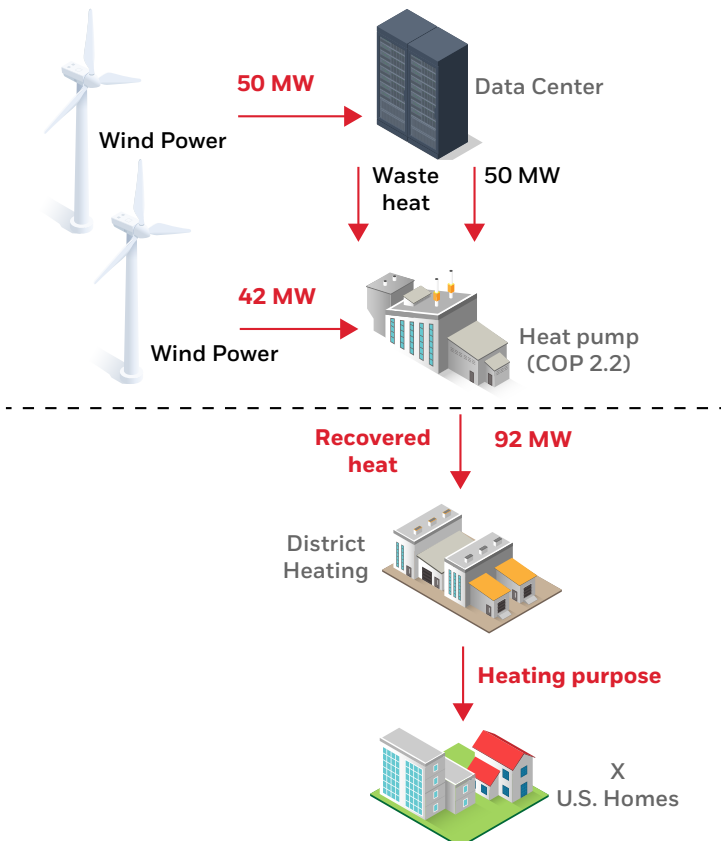 50 MW
Data Center
Wind Power
Waste
heat
50 MW
42 MW
Wind Power
Heat pump
(COP 2.2)
Recovered
heat
92 MW
District
Heating
Heating purpose
X
U.S. Homes